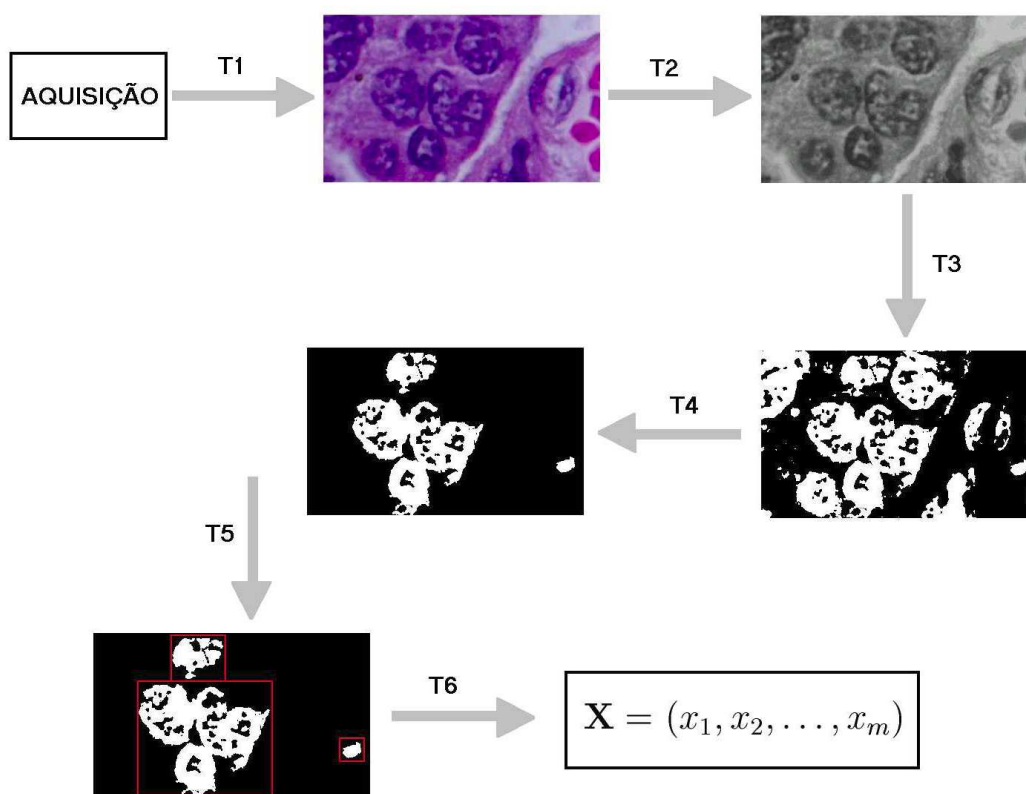 AQUISIÇÃO
T1
T2
T3
T4
T5
T6
X = (x₁, x₂, . . . , xₘ)